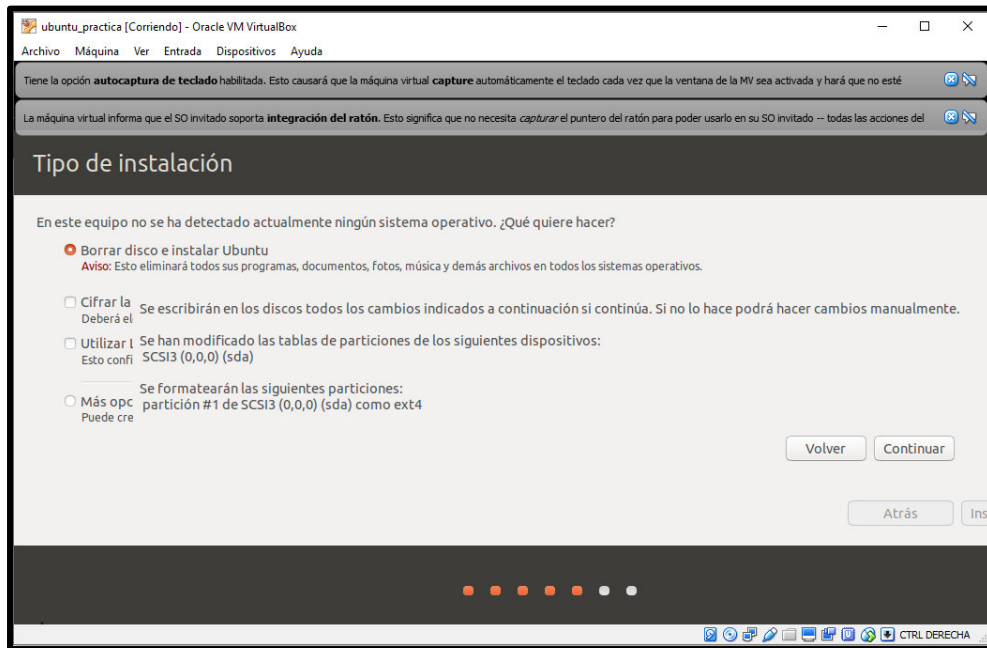 ubuntu_practica [Corriendo] - Oracle VM VirtualBox
Archivo Máquina Ver Entrada Dispositivos Ayuda
Tiene la opción autocaptura de teclado habilitada. Esto causará que la máquina virtual capture automáticamente el teclado cada vez que la ventana de la MV sea activada y hará que no esté
La máquina virtual informa que el SO invitado soporta integración del ratón. Esto significa que no necesita capturar el puntero del ratón para poder usarlo en su SO invitado -- todas las acciones del
Tipo de instalación
En este equipo no se ha detectado actualmente ningún sistema operativo. ¿Qué quiere hacer?
Borrar disco e instalar Ubuntu
Aviso: Esto eliminará todos sus programas, documentos, fotos, música y demás archivos en todos los sistemas operativos.
Cifrar la
Deberá el
Se escribirán en los discos todos los cambios indicados a continuación si continúa. Si no lo hace podrá hacer cambios manualmente.
Utilizar L
Esto confi
Se han modificado las tablas de particiones de los siguientes dispositivos:
SCSI3 (0,0,0) (sda)
Más opc
Puede cre
Se formatearán las siguientes particiones:
partición #1 de SCSI3 (0,0,0) (sda) como ext4
Volver Continuar
Atrás Ins
CTRL DERECHA